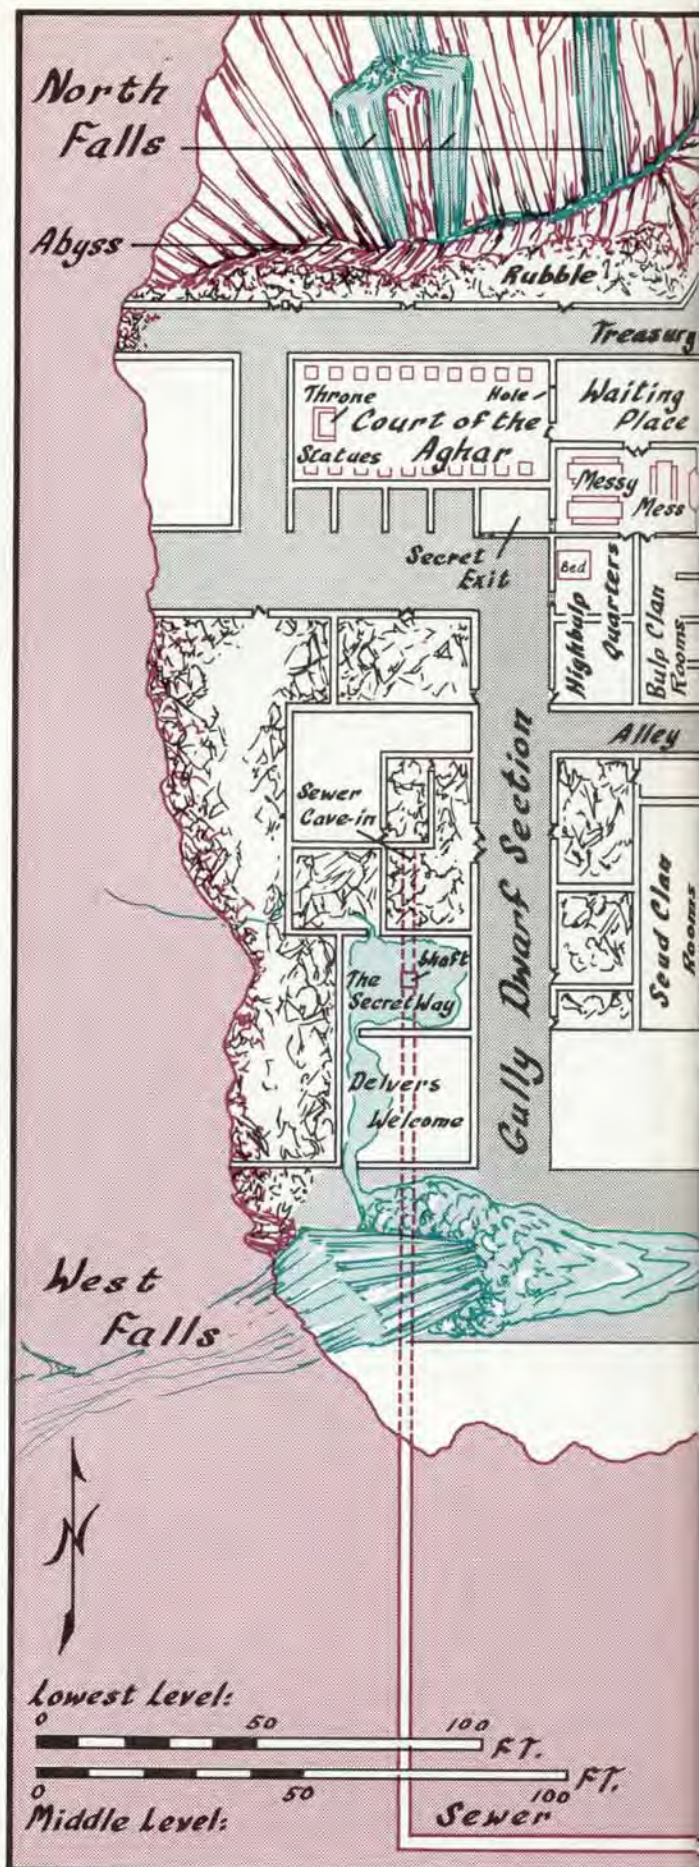 North
Falls
Abyss
Rubble
Treasury
Throne
Hole
Waiting
Place
Court of the
Aghar
Statues
Messy
Mess
Secret
Exit
Bed
Highbulp
Quarters
Bulp Clan
Rooms
Alley
Sewer
Cave-in
Gully Dwarf Section
Shaft
The
Secret Way
Delvers
Welcome
Scud Clan
Rooms
West
Falls
N
Lowest Level:
0 50 100
FT.
0 50 100
FT.
Middle Level:
Sewer